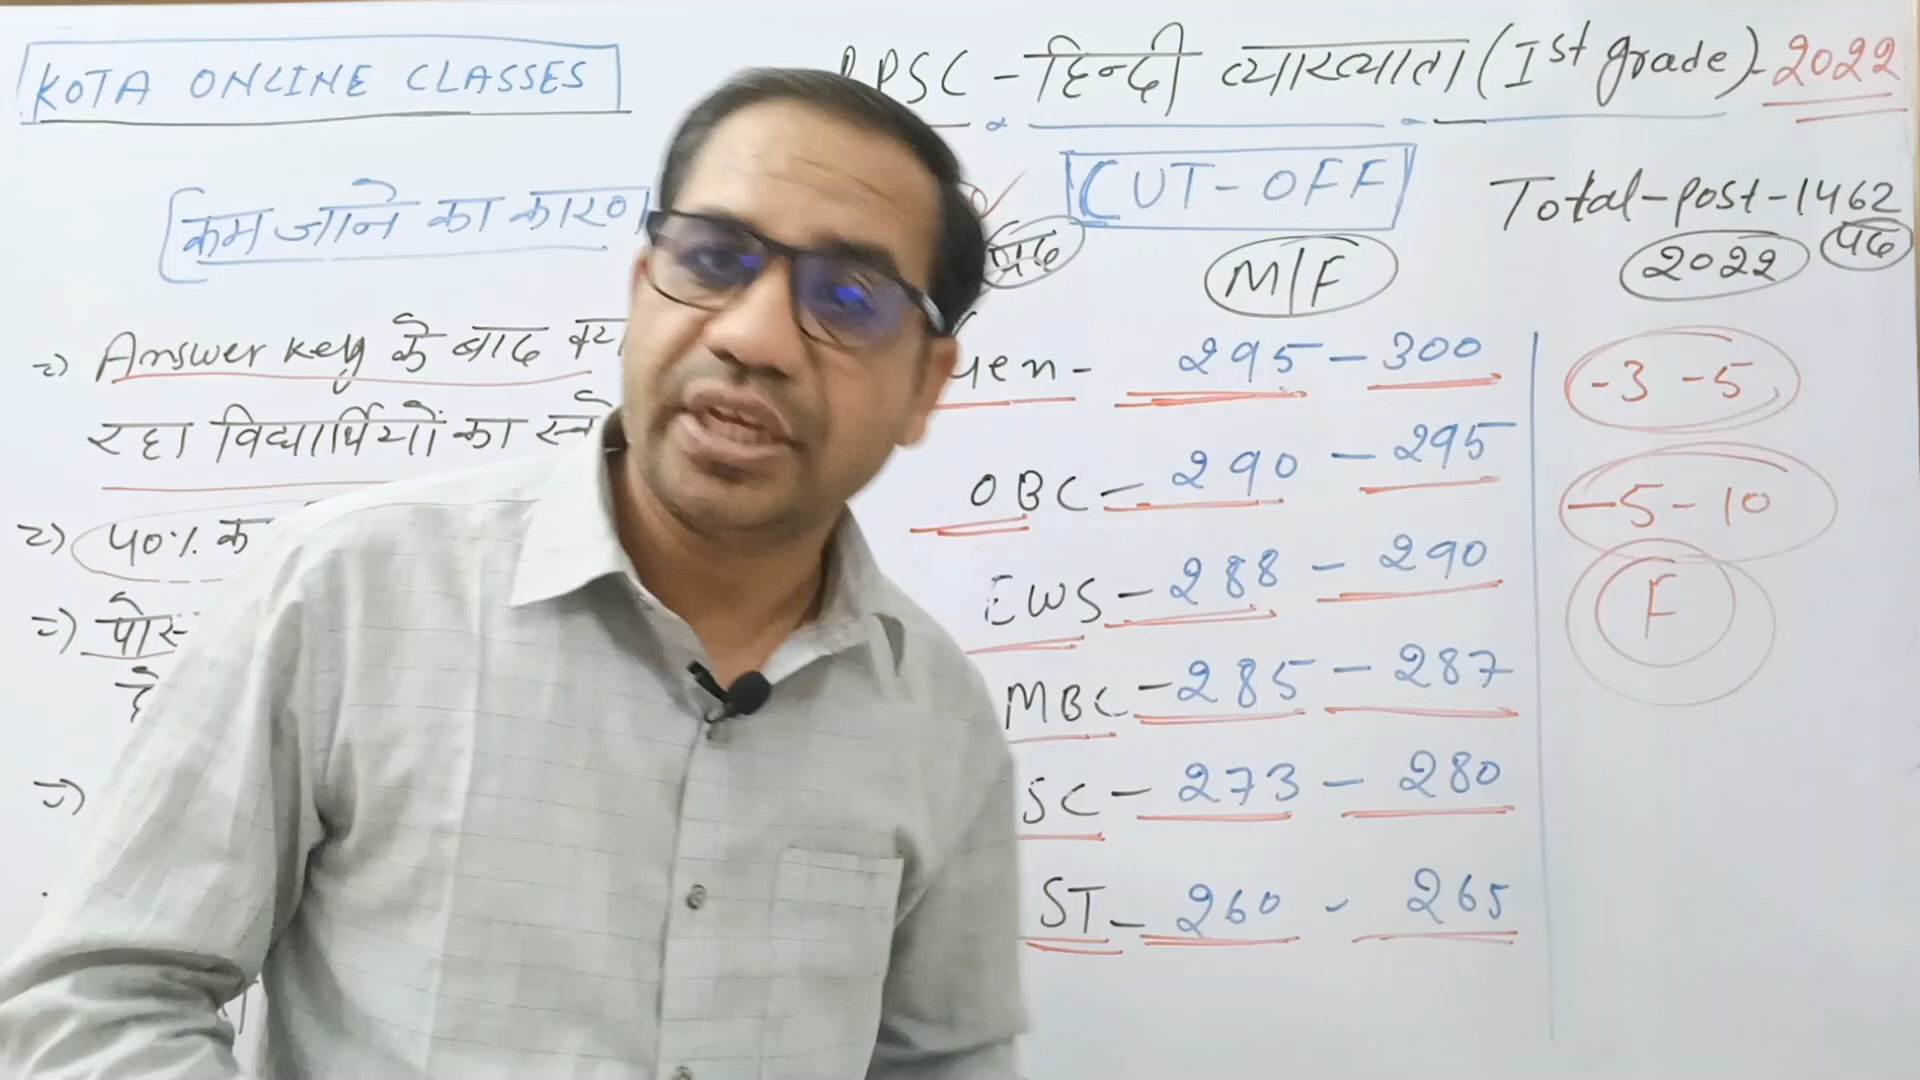 KOTA ONLINE CLASSES
RPSC - हिन्दी व्याख्याता (Ist grade) - 2022
CUT-OFF
Total-post-1462
पद
2022
M/F
कम जाने का कारण
=) Answer key के बाद
रहा विद्यार्थियों का
=) 40% क
=)
=)
Gen - 295 - 300
-3 -5
OBC - 290 - 295
-5 - 10
EWS - 288 - 290
F
MBC - 285 - 287
SC - 273 - 280
ST - 260 - 265